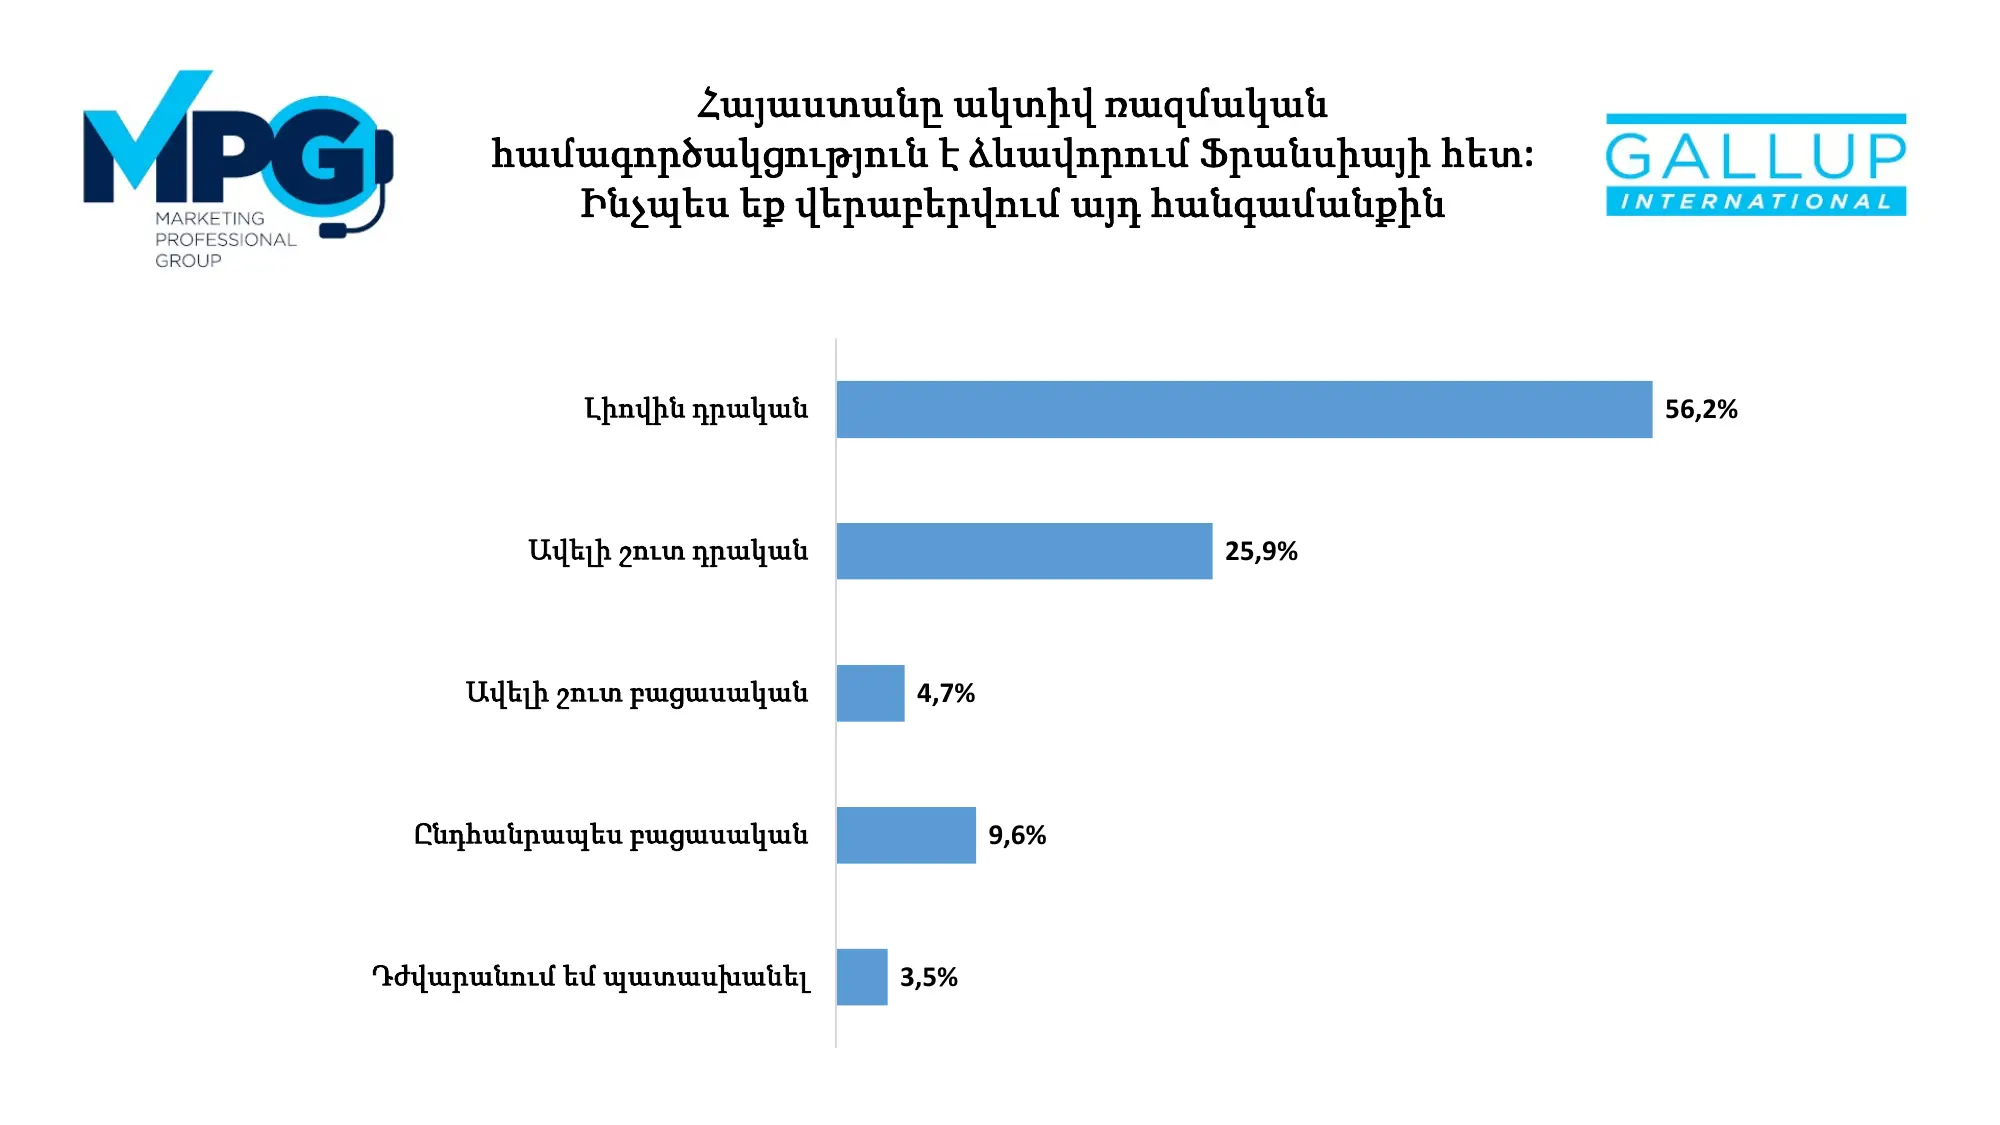 MPG
MARKETING
PROFESSIONAL
GROUP
Հայաստանը ակտիվ ռազմական
համագործակցություն է ձևավորում Ֆրանսիայի հետ:
Ինչպես եք վերաբերվում այդ հանգամանքին
GALLUP
INTERNATIONAL
Լիովին դրական 56,2%
Ավելի շուտ դրական 25,9%
Ավելի շուտ բացասական 4,7%
Ընդհանրապես բացասական 9,6%
Դժվարանում եմ պատասխանել 3,5%